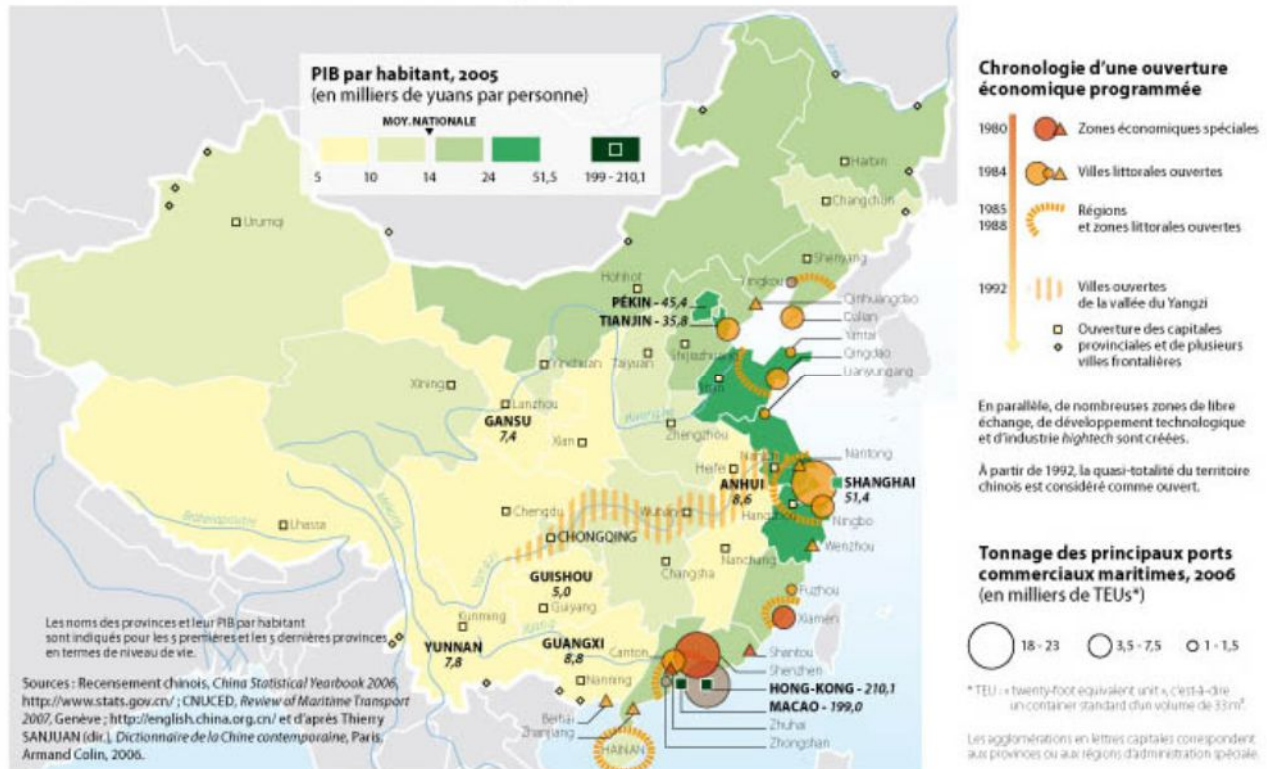 PIB par habitant, 2005
(en milliers de yuans par personne)
MOY. NATIONALE
5 10 14 24 51,5 199 - 210,1
Harbin
Changchun
Urumqi
Shenyang
Hohhot
Yingkou
PÉKIN - 45,4
Qinhuangdao
TIANJIN - 35,8
Dalian
Yantai
Yinchuan
Taiyuan
Shijiazhuang
Qingdao
Lianyungang
Xining
Jinan
Lanzhou
GANSU
7,4
Huang He
Xian
Zhengzhou
Nantong
Heife
Nankin
ANHUI
8,6
SHANGHAI
51,4
Chengdu
Wuhan
Hangzhou
Ningbo
Brahmapoutre
Lhassa
Mékong
CHONGQING
Yangzi
Nanchang
Wenzhou
Changsha
GUISHOU
5,0
Guiyang
Fuzhou
Xiamen
Kunming
YUNNAN
7,8
GUANGXI
8,8
Xijiang
Canton
Shantou
Shenzhen
Nanning
HONG-KONG - 210,1
MACAO - 199,0
Beihai
Zhanjiang
Zhuhai
Zhongshan
HAINAN
Les noms des provinces et leur PIB par habitant
sont indiqués pour les 5 premières et les 5 dernières provinces
en termes de niveau de vie.
Sources : Recensement chinois, China Statistical Yearbook 2006,
http://www.stats.gov.cn/ ; CNUCED, Review of Maritime Transport
2007, Genève ; http://english.china.org.cn/ et d'après Thierry
SANJUAN (dir.), Dictionnaire de la Chine contemporaine, Paris,
Armand Colin, 2006.
Chronologie d'une ouverture
économique programmée
1980 Zones économiques spéciales
1984 Villes littorales ouvertes
1985 Régions
1988 et zones littorales ouvertes
1992 Villes ouvertes
de la vallée du Yangzi
Ouverture des capitales
provinciales et de plusieurs
villes frontalières
En parallèle, de nombreuses zones de libre
échange, de développement technologique
et d'industrie hightech sont créées.
À partir de 1992, la quasi-totalité du territoire
chinois est considéré comme ouvert.
Tonnage des principaux ports
commerciaux maritimes, 2006
(en milliers de TEUs*)
18 - 23 3,5 - 7,5 1 - 1,5
* TEU : « twenty-foot equivalent unit », c'est-à-dire
un container standard d'un volume de 33 m³.
Les agglomérations en lettres capitales correspondent
aux provinces ou aux régions d'administration spéciale.